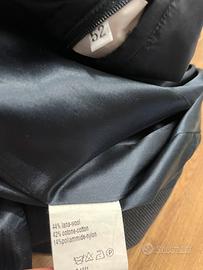 52
44% lana-wool
42% cotone-cotton
14%poliammide-nylon